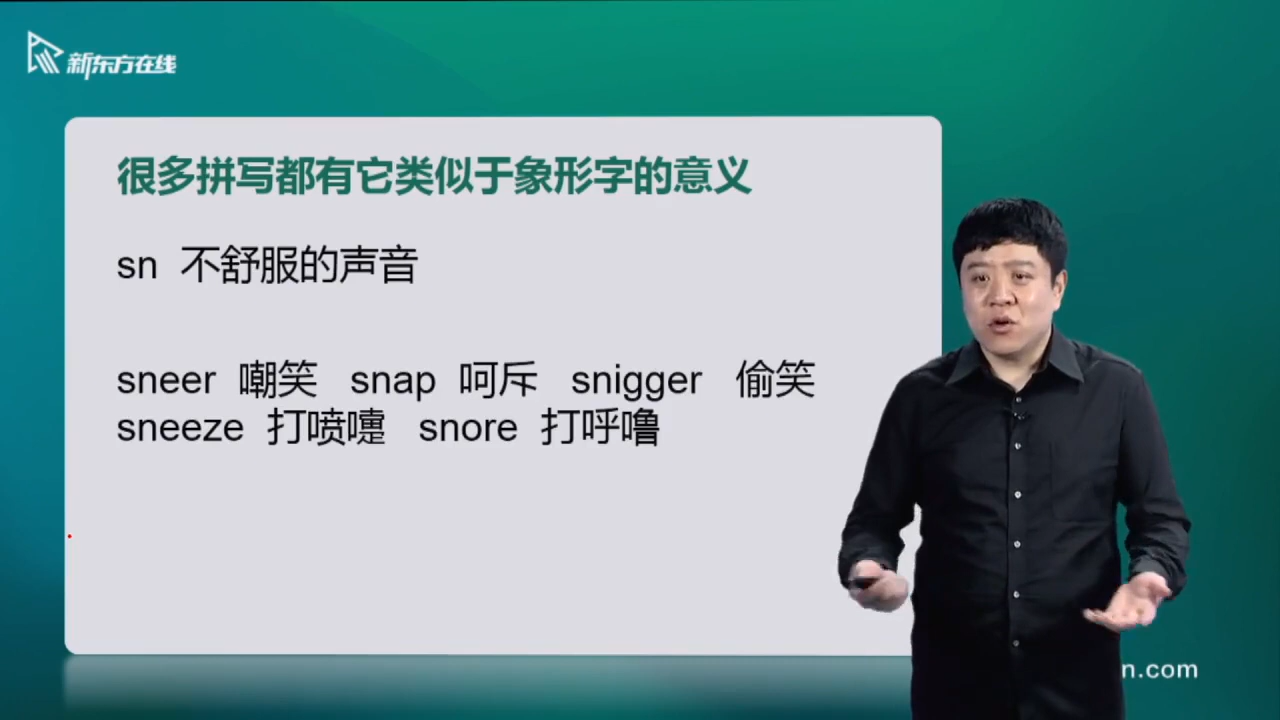 新东方在线
很多拼写都有它类似于象形字的意义
sn 不舒服的声音
sneer 嘲笑 snap 呵斥 snigger 偷笑
sneeze 打喷嚏 snore 打呼噜
n.com